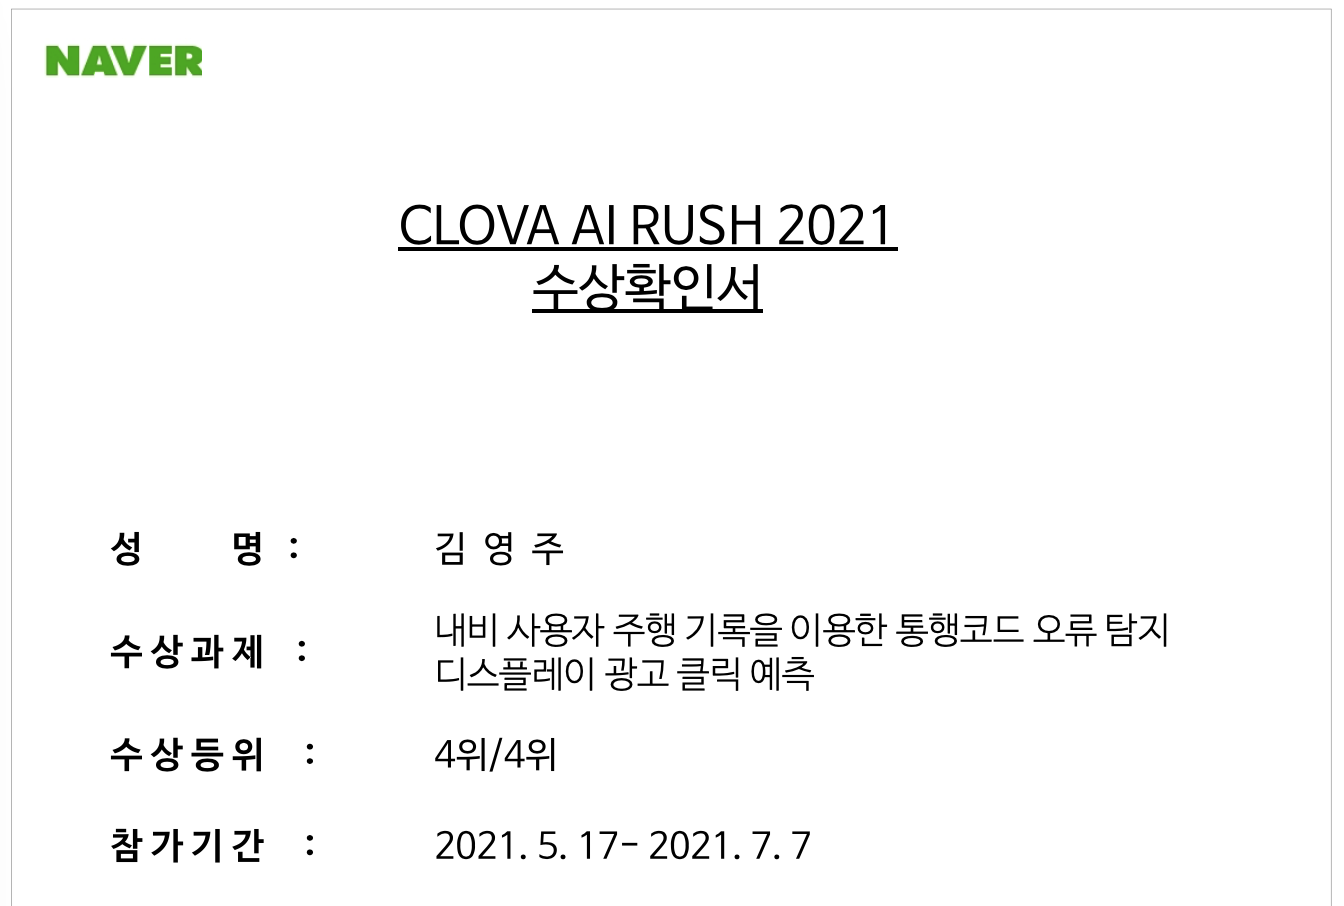 NAVER
CLOVA AI RUSH 2021
수상확인서
성 명 : 김 영 주
수상과제 : 내비 사용자 주행 기록을 이용한 통행코드 오류 탐지
디스플레이 광고 클릭 예측
수상등위 : 4위/4위
참가기간 : 2021. 5. 17- 2021. 7. 7